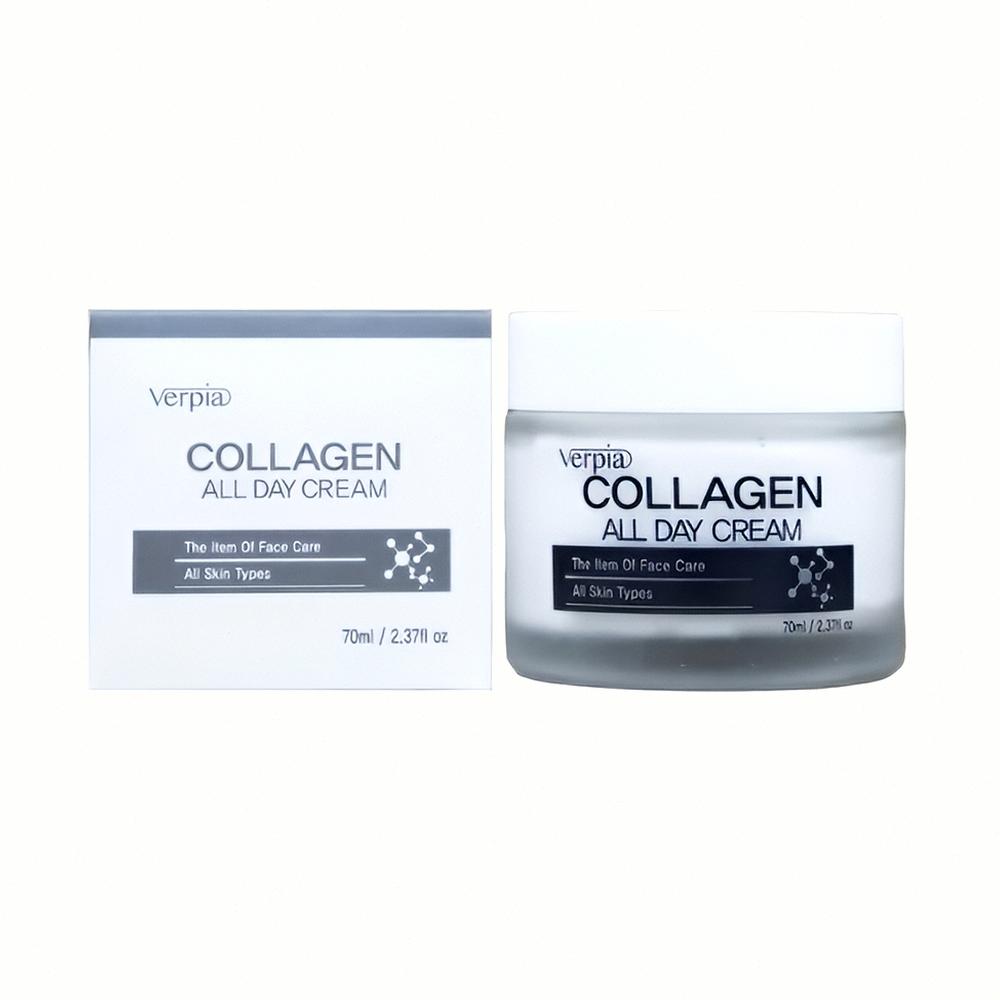 Verpia
COLLAGEN
ALL DAY CREAM
The Item Of Face Care
All Skin Types
70ml / 2.37fl oz
Verpia
COLLAGEN
ALL DAY CREAM
The Item Of Face Care
All Skin Types
70ml / 2.37fl oz